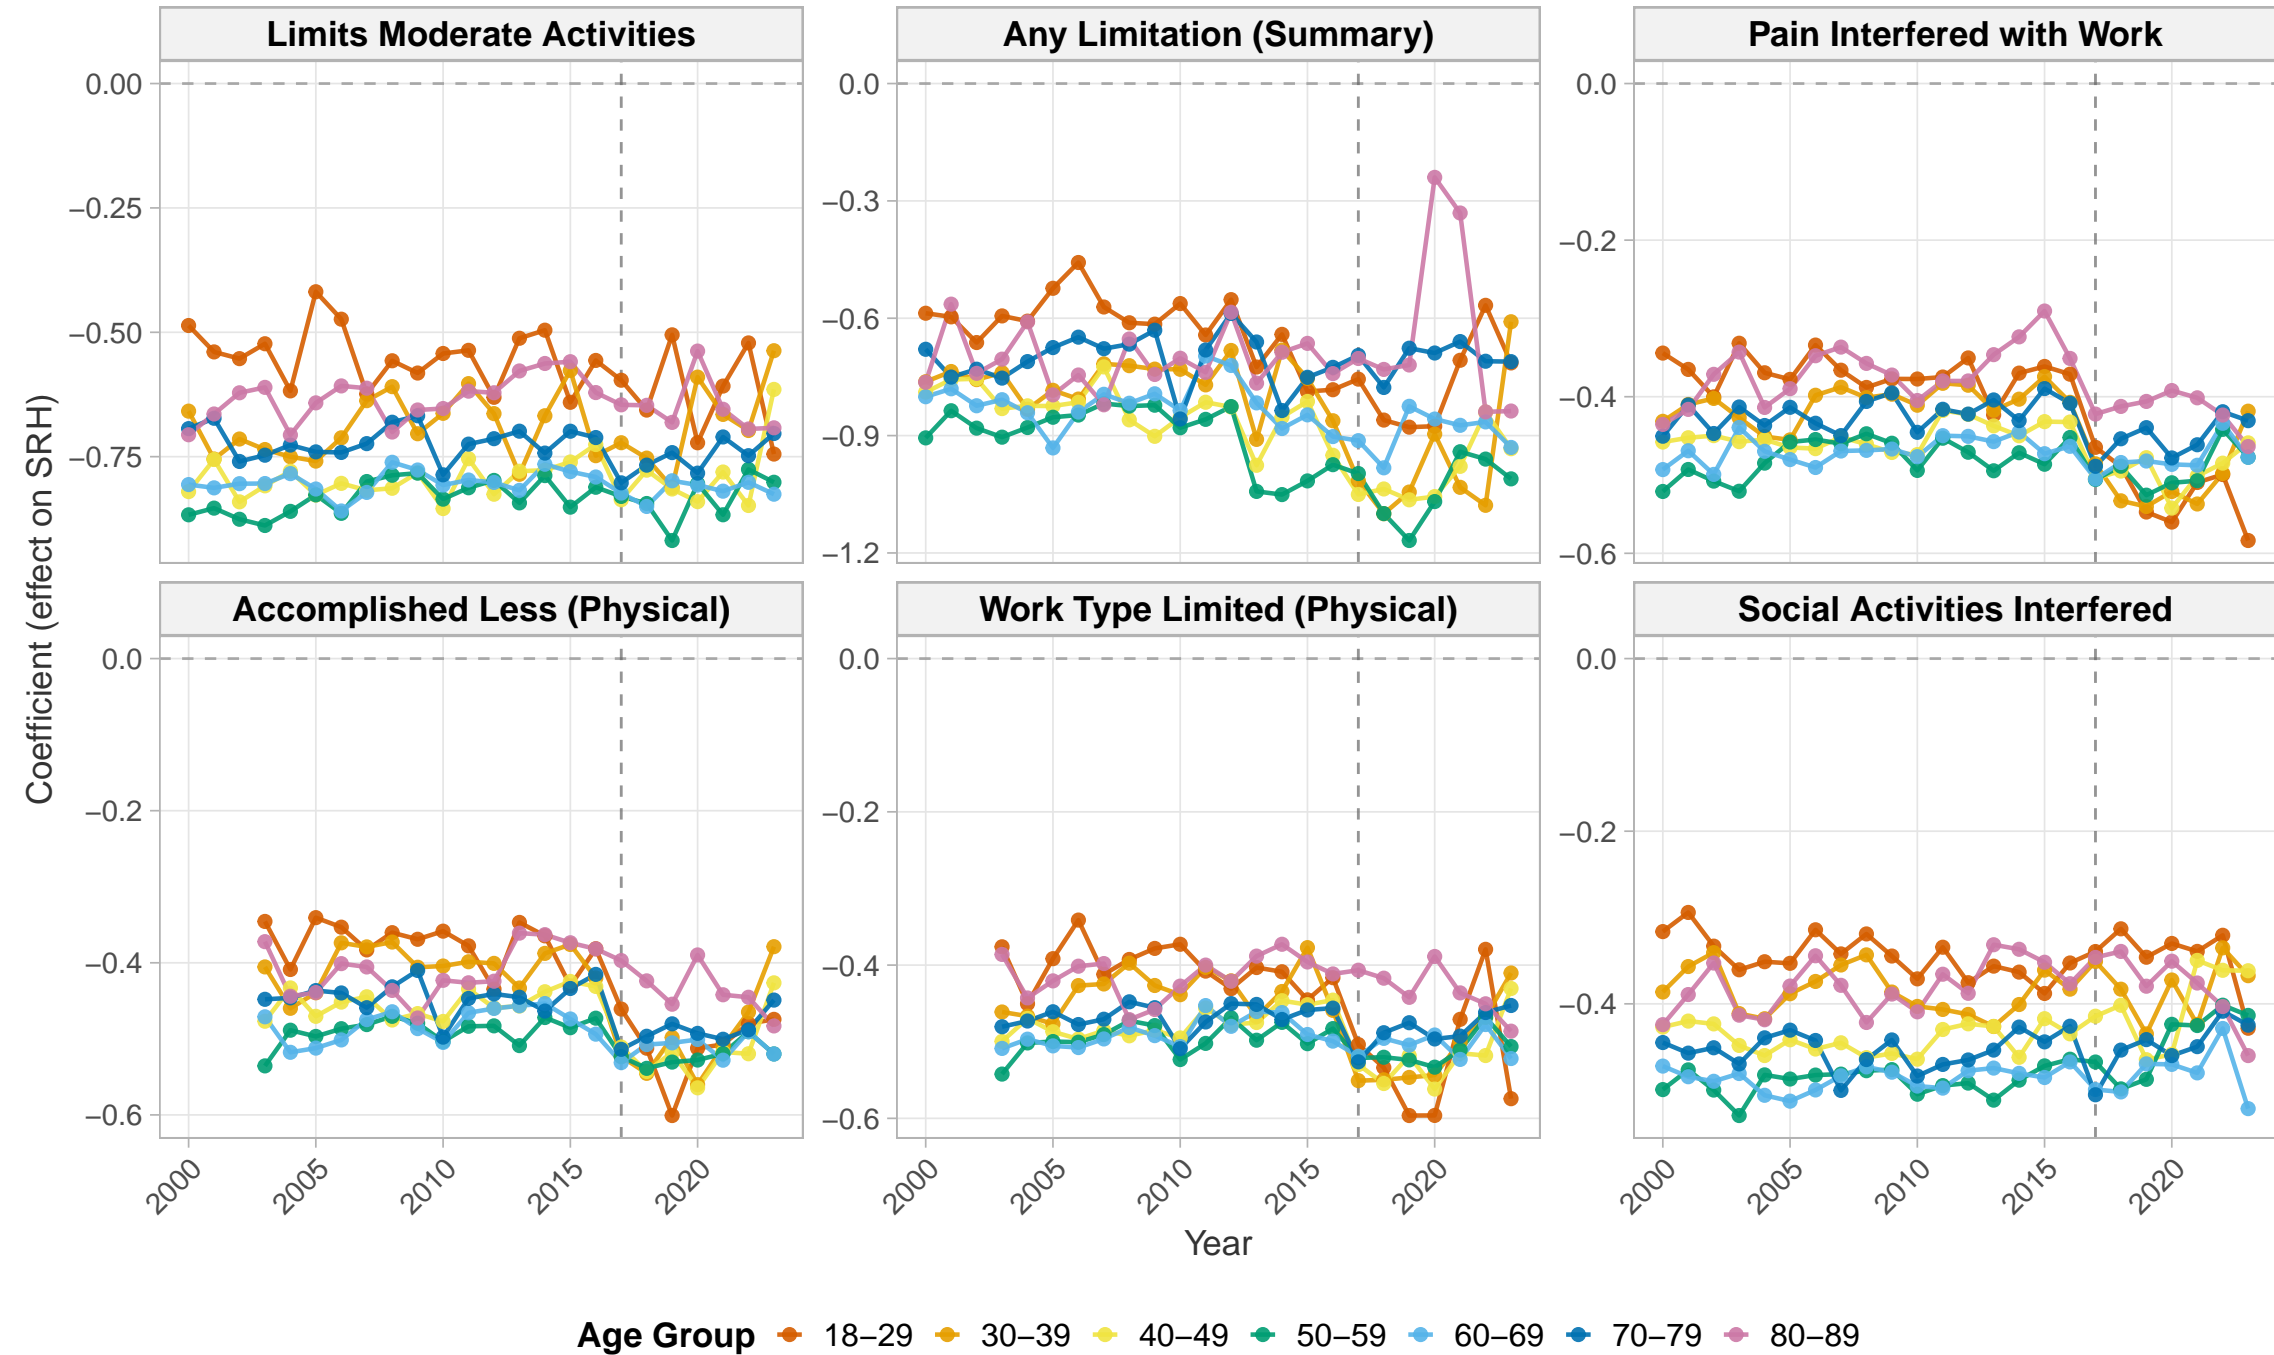 Limits Moderate Activities
Any Limitation (Summary)
Pain Interfered with Work
0.00
−0.25
−0.50
−0.75
0.0
−0.3
−0.6
−0.9
−1.2
0.0
−0.2
−0.4
−0.6
Accomplished Less (Physical)
Work Type Limited (Physical)
Social Activities Interfered
0.0
−0.2
−0.4
−0.6
0.0
−0.2
−0.4
−0.6
0.0
−0.2
−0.4
Coefficient (effect on SRH)
2000 2005 2010 2015 2020
2000 2005 2010 2015 2020
2000 2005 2010 2015 2020
Year
Age Group 18−29 30−39 40−49 50−59 60−69 70−79 80−89